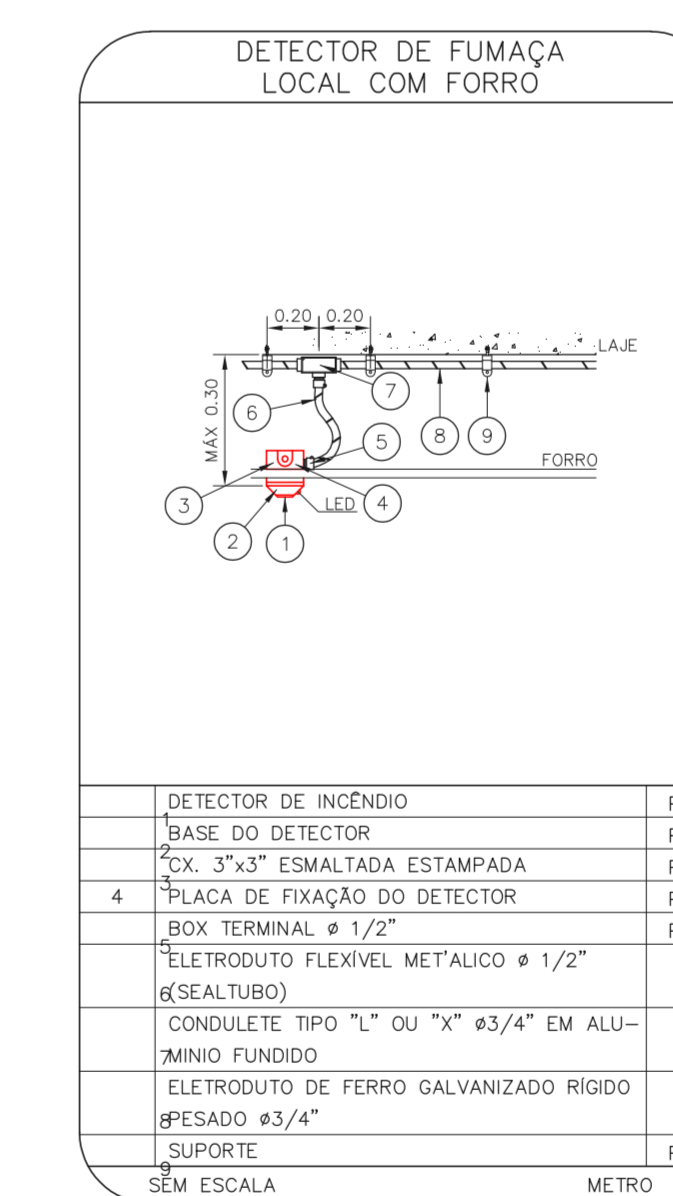 DETECTOR DE FUMAÇA
LOCAL COM FORRO
0.20 0.20
LAJE
MÁX 0.30
7
6
5
8
9
FORRO
3
LED
4
2
1
DETECTOR DE INCÊNDIO
1
BASE DO DETECTOR
2
CX. 3"x3" ESMALTADA ESTAMPADA
3
4 PLACA DE FIXAÇÃO DO DETECTOR
BOX TERMINAL ø 1/2"
5
ELETRODUTO FLEXÍVEL MET'ALICO ø 1/2"
6 (SEALTUBO)
CONDULETE TIPO "L" OU "X" ø3/4" EM ALU-
7 MINIO FUNDIDO
ELETRODUTO DE FERRO GALVANIZADO RÍGIDO
8 PESADO ø3/4"
SUPORTE
9
SEM ESCALA METRO